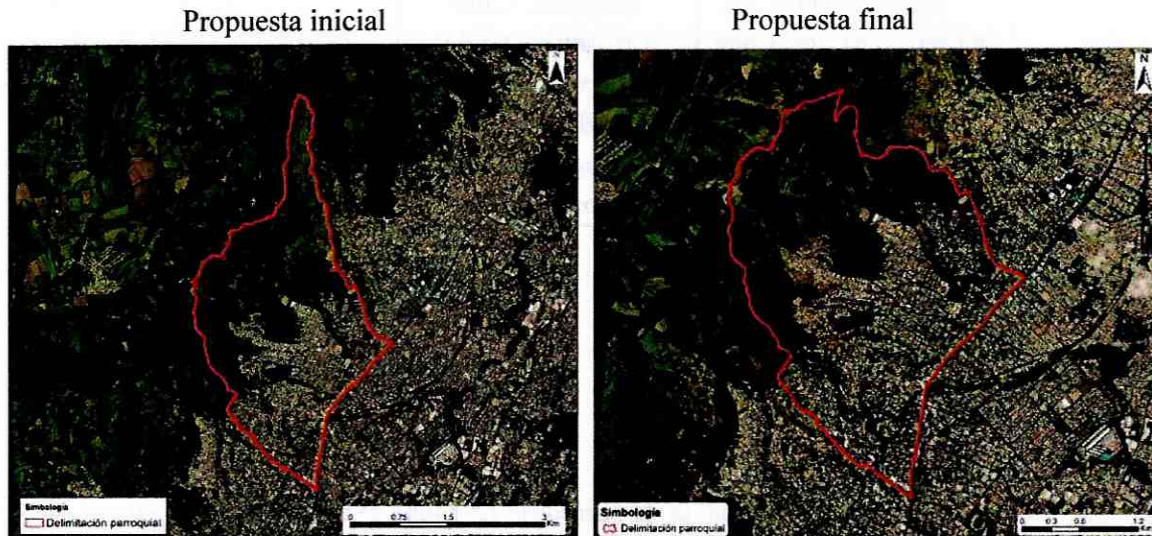 Propuesta inicial
Propuesta final
N
N
Simbología
Delimitación parroquial
0 0.75 1.5 3
Km
Simbología
Delimitación parroquial
0 0.3 0.6 1.2